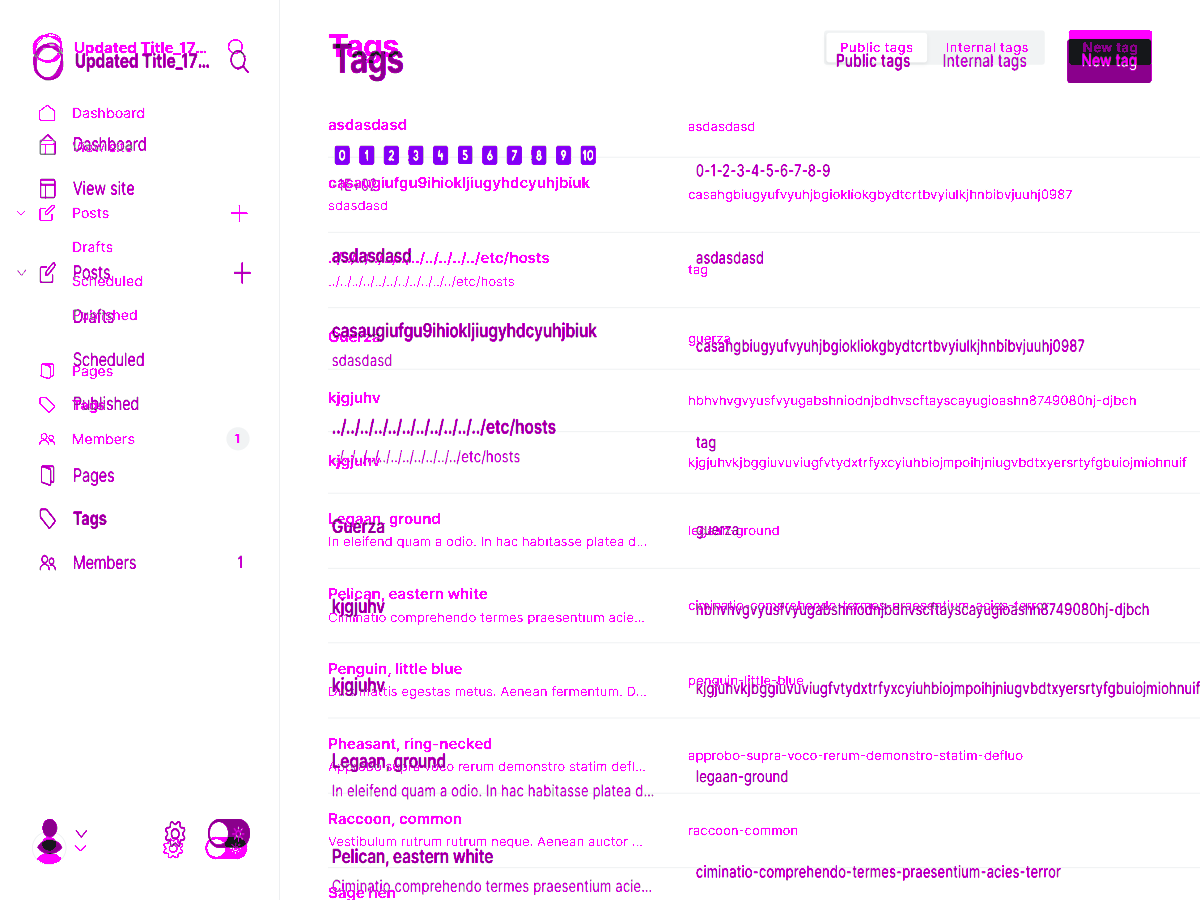 Updated Title_17...
Updated Title_17...
Dashboard
Dashboard
View site
View site
Posts
Drafts
Posts
Scheduled
Published
Drafts
Scheduled
Pages
Tags
Published
Members 1
Pages
Tags
Members 1
Tags
Tags
Public tags Internal tags New tag
Public tags Internal tags New tag
asdasdasd asdasdasd
0 1 2 3 4 5 6 7 8 9 10
0-1-2-3-4-5-6-7-8-9
casaugiufgu9ihiokljiugyhdcyuhjbiuk
1E+02
casahgbiugyufvyuhjbgiokliokgbydtcrtbvyiulkjhnbibvjuuhj0987
sdasdasd
asdasdasd asdasdasd
../../../../../../../../../../../etc/hosts
tag
../../../../../../../../../../../etc/hosts
casaugiufgu9ihiokljiugyhdcyuhjbiuk
Guerza guerza
casahgbiugyufvyuhjbgiokliokgbydtcrtbvyiulkjhnbibvjuuhj0987
sdasdasd
kjgjuhv hbhvhvgvyusfvyugabshniodnjbdhvscftayscayugioashn8749080hj-djbch
../../../../../../../../../../../etc/hosts
tag
../../../../../../../../../../../etc/hosts
kjgjuhv kjgjuhvkjbggiuvuviugfvtydxtrfyxcyiuhbiojmpoihjniugvbdtxyersrtyfgbuiojmiohnuif
Legaan, ground legaan-ground
Guerza guerza
In eleifend quam a odio. In hac habitasse platea d...
Pelican, eastern white ciminatio-comprehendo-termes-praesentium-acies-terror
kjgjuhv hbhvhvgvyusfvyugabshniodnjbdhvscftayscayugioashn8749080hj-djbch
Ciminatio comprehendo termes praesentium acie...
Penguin, little blue penguin-little-blue
kjgjuhv kjgjuhvkjbggiuvuviugfvtydxtrfyxcyiuhbiojmpoihjniugvbdtxyersrtyfgbuiojmiohnuif
mattis egestas metus. Aenean fermentum. D...
Pheasant, ring-necked approbo-supra-voco-rerum-demonstro-statim-defluo
Legaan, ground legaan-ground
Approbo supra voco rerum demonstro statim defl...
In eleifend quam a odio. In hac habitasse platea d...
Raccoon, common raccoon-common
Vestibulum rutrum rutrum neque. Aenean auctor ...
Pelican, eastern white ciminatio-comprehendo-termes-praesentium-acies-terror
Ciminatio comprehendo termes praesentium acie...
Sage hen